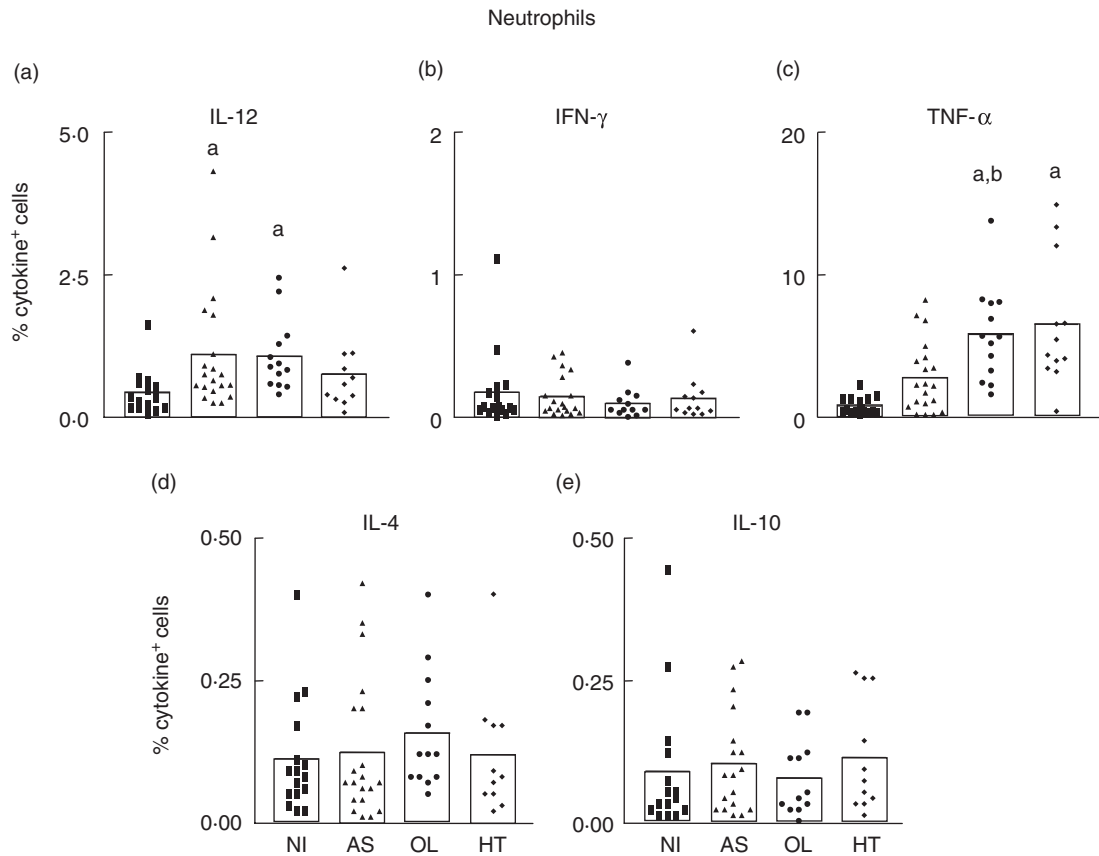 Neutrophils
(a)
(b)
(c)
IL-12
IFN-γ
TNF-α
% cytokine⁺ cells
5·0
2·5
0·0
a
a
2
1
0
20
10
0
a,b
a
(d)
(e)
IL-4
IL-10
% cytokine⁺ cells
0·50
0·25
0·00
NI AS OL HT
0·50
0·25
0·00
NI AS OL HT